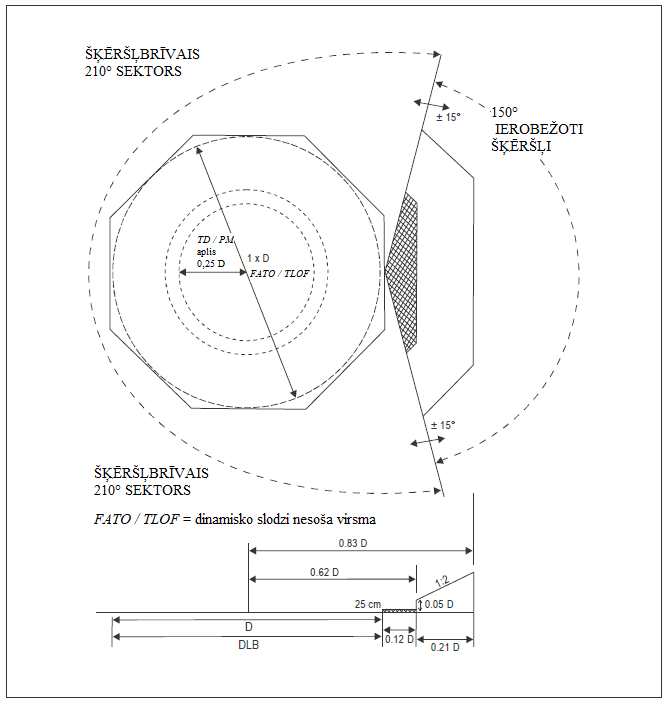 ŠĶĒRŠĻBRĪVAIS
210° SEKTORS
± 15°
150°
IEROBEŽOTI
ŠĶĒRŠĻI
TD / PM
aplis
0,25 D
1 x D
FATO / TLOF
± 15°
ŠĶĒRŠĻBRĪVAIS
210° SEKTORS
FATO / TLOF = dinamisko slodzi nesoša virsma
0.83 D
0.62 D
1:2
25 cm
0.05 D
D
0.12 D
DLB
0.21 D